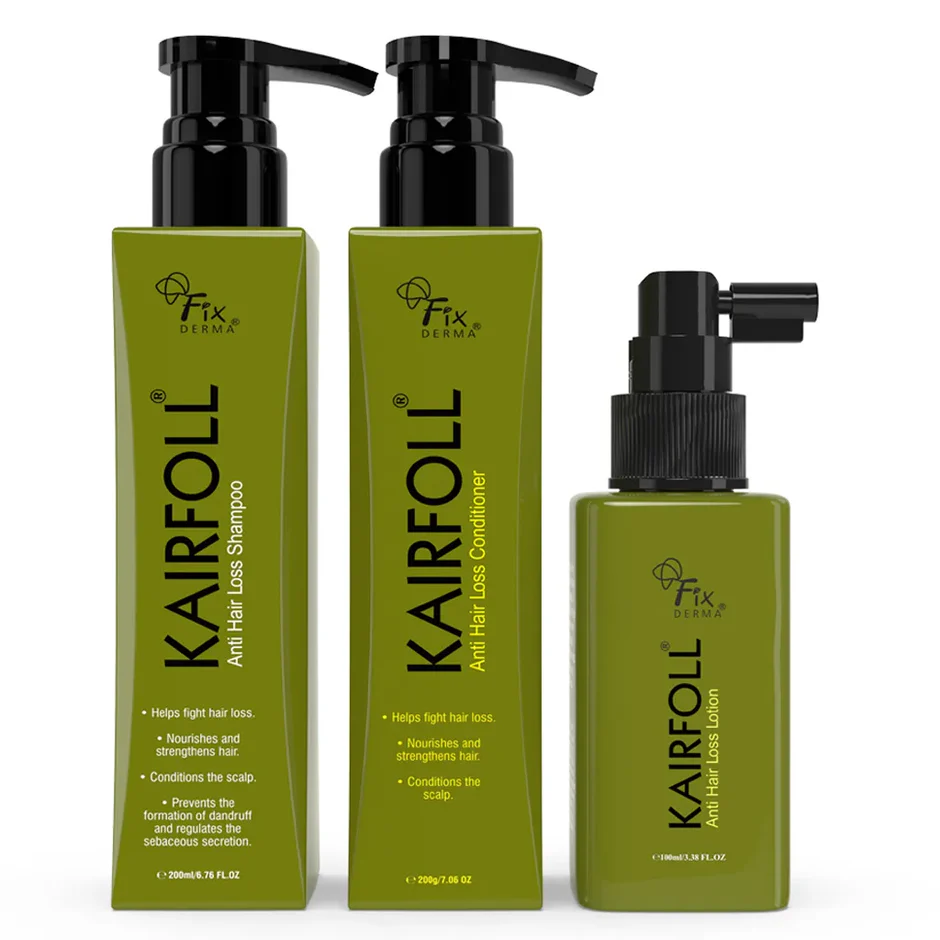 Fix
DERMA®
KAIRFOLL®
Anti Hair Loss Shampoo
• Helps fight hair loss.
• Nourishes and
strengthens hair.
• Conditions the scalp.
• Prevents the
formation of dandruff
and regulates the
sebaceous secretion.
℮200ml/6.76 FL.OZ
Fix
DERMA®
KAIRFOLL®
Anti Hair Loss Conditioner
• Helps fight hair loss.
• Nourishes and
strengthens hair.
• Conditions the
scalp.
℮200g/7.06 OZ
Fix
DERMA®
KAIRFOLL®
Anti Hair Loss Lotion
℮100ml/3.38 FL.OZ